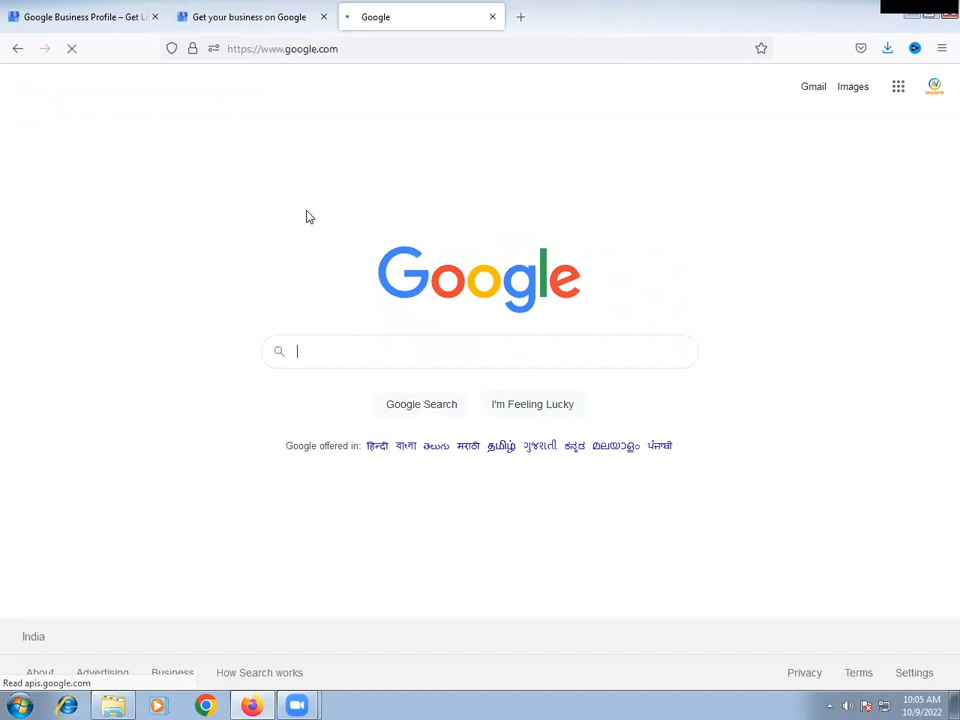 Google Business Profile – Get Li
Get your business on Google
Google
https://www.google.com
Gmail Images
Google
Google Search I'm Feeling Lucky
Google offered in: हिन्दी বাংলা తెలుగు मराठी தமிழ் ગુજરાતી ಕನ್ನಡ മലയാളം ਪੰਜਾਬੀ
India
About Advertising Business How Search works Privacy Terms Settings
Read apis.google.com
10:05 AM
10/9/2022